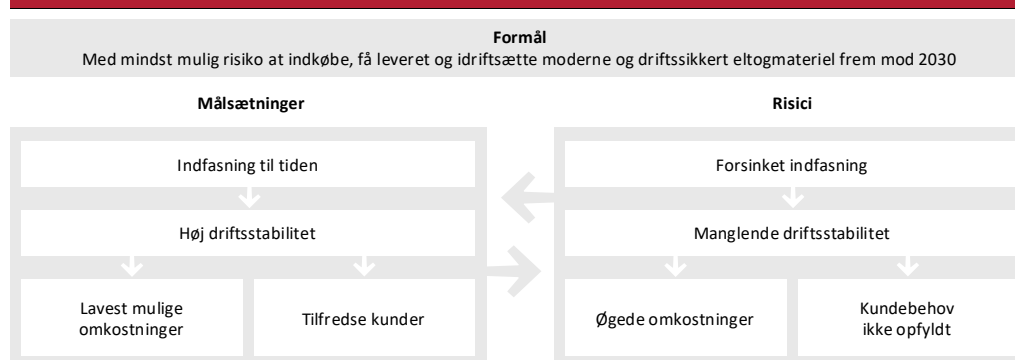 Formål
Med mindst mulig risiko at indkøbe, få leveret og idriftsætte moderne og driftssikkert eltogmateriel frem mod 2030
Målsætninger
Indfasning til tiden
Høj driftsstabilitet
Lavest mulige
omkostninger
Tilfredse kunder
Risici
Forsinket indfasning
Manglende driftsstabilitet
Øgede omkostninger
Kundebehov
ikke opfyldt